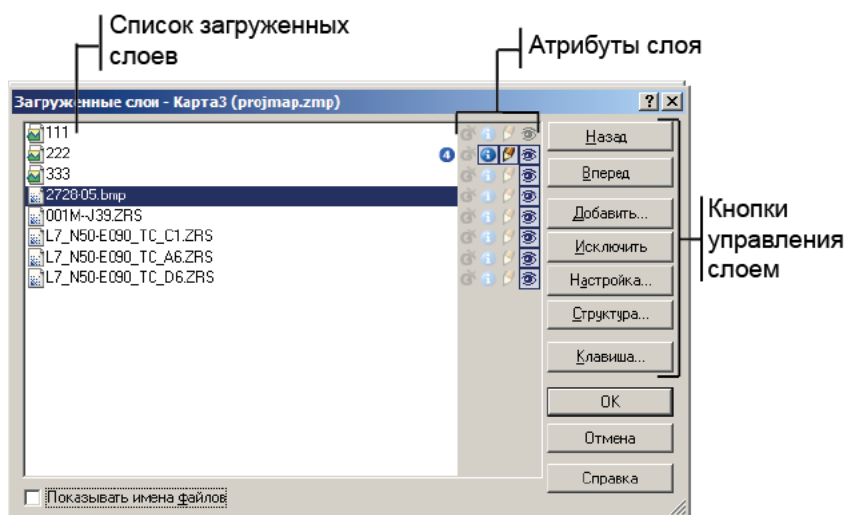 Список загруженных
слоев
Атрибуты слоя
Загруженные слои - Карта3 (projmap.zmp)
111
222
4
333
2728-05.bmp
001M--J39.ZRS
L7_N50-E090_TC_C1.ZRS
L7_N50-E090_TC_A6.ZRS
L7_N50-E090_TC_D6.ZRS
Назад
Вперед
Добавить...
Исключить
Настройка...
Структура...
Клавиша...
Кнопки
управления
слоем
OK
Отмена
Справка
Показывать имена файлов